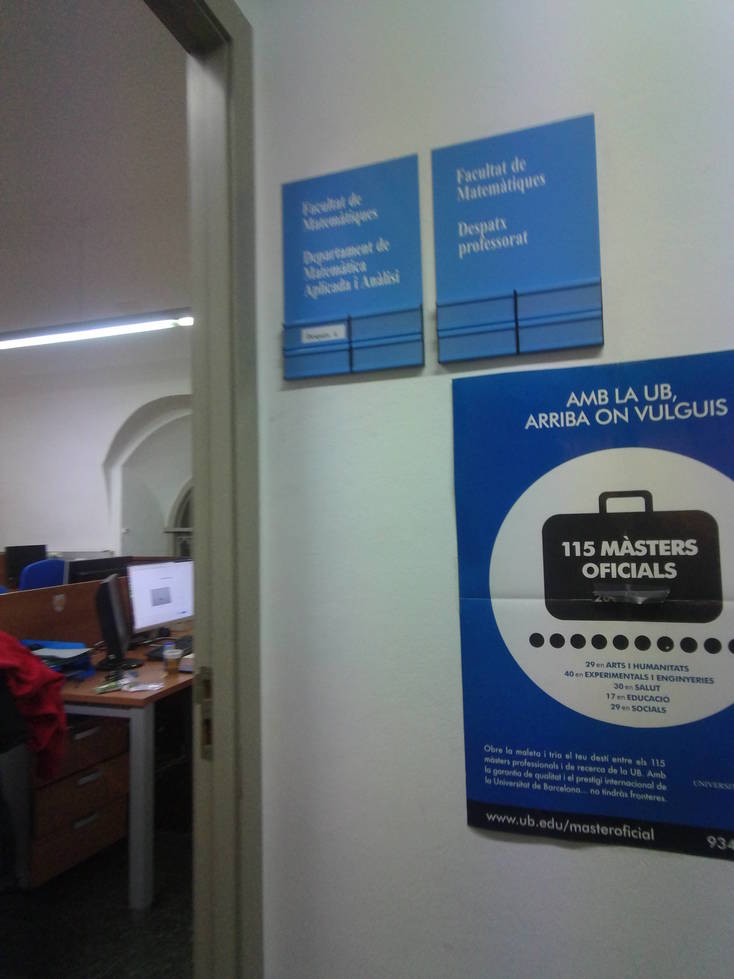 Facultat de
Matemàtiques
Departament de
Matemàtica
Aplicada i Anàlisi
Facultat de
Matemàtiques
Despatx
professorat
AMB LA UB,
ARRIBA ON VULGUIS
115 MÀSTERS
OFICIALS
29 en ARTS I HUMANITATS
40 en EXPERIMENTALS I ENGINYERIES
30 en SALUT
17 en EDUCACIÓ
29 en SOCIALS
Obre la maleta i tria el teu destí entre els 115
màsters professionals i de recerca de la UB. Amb
la garantia de qualitat i el prestigi internacional de
la Universitat de Barcelona... no tindràs fronteres.
www.ub.edu/masteroficial
934